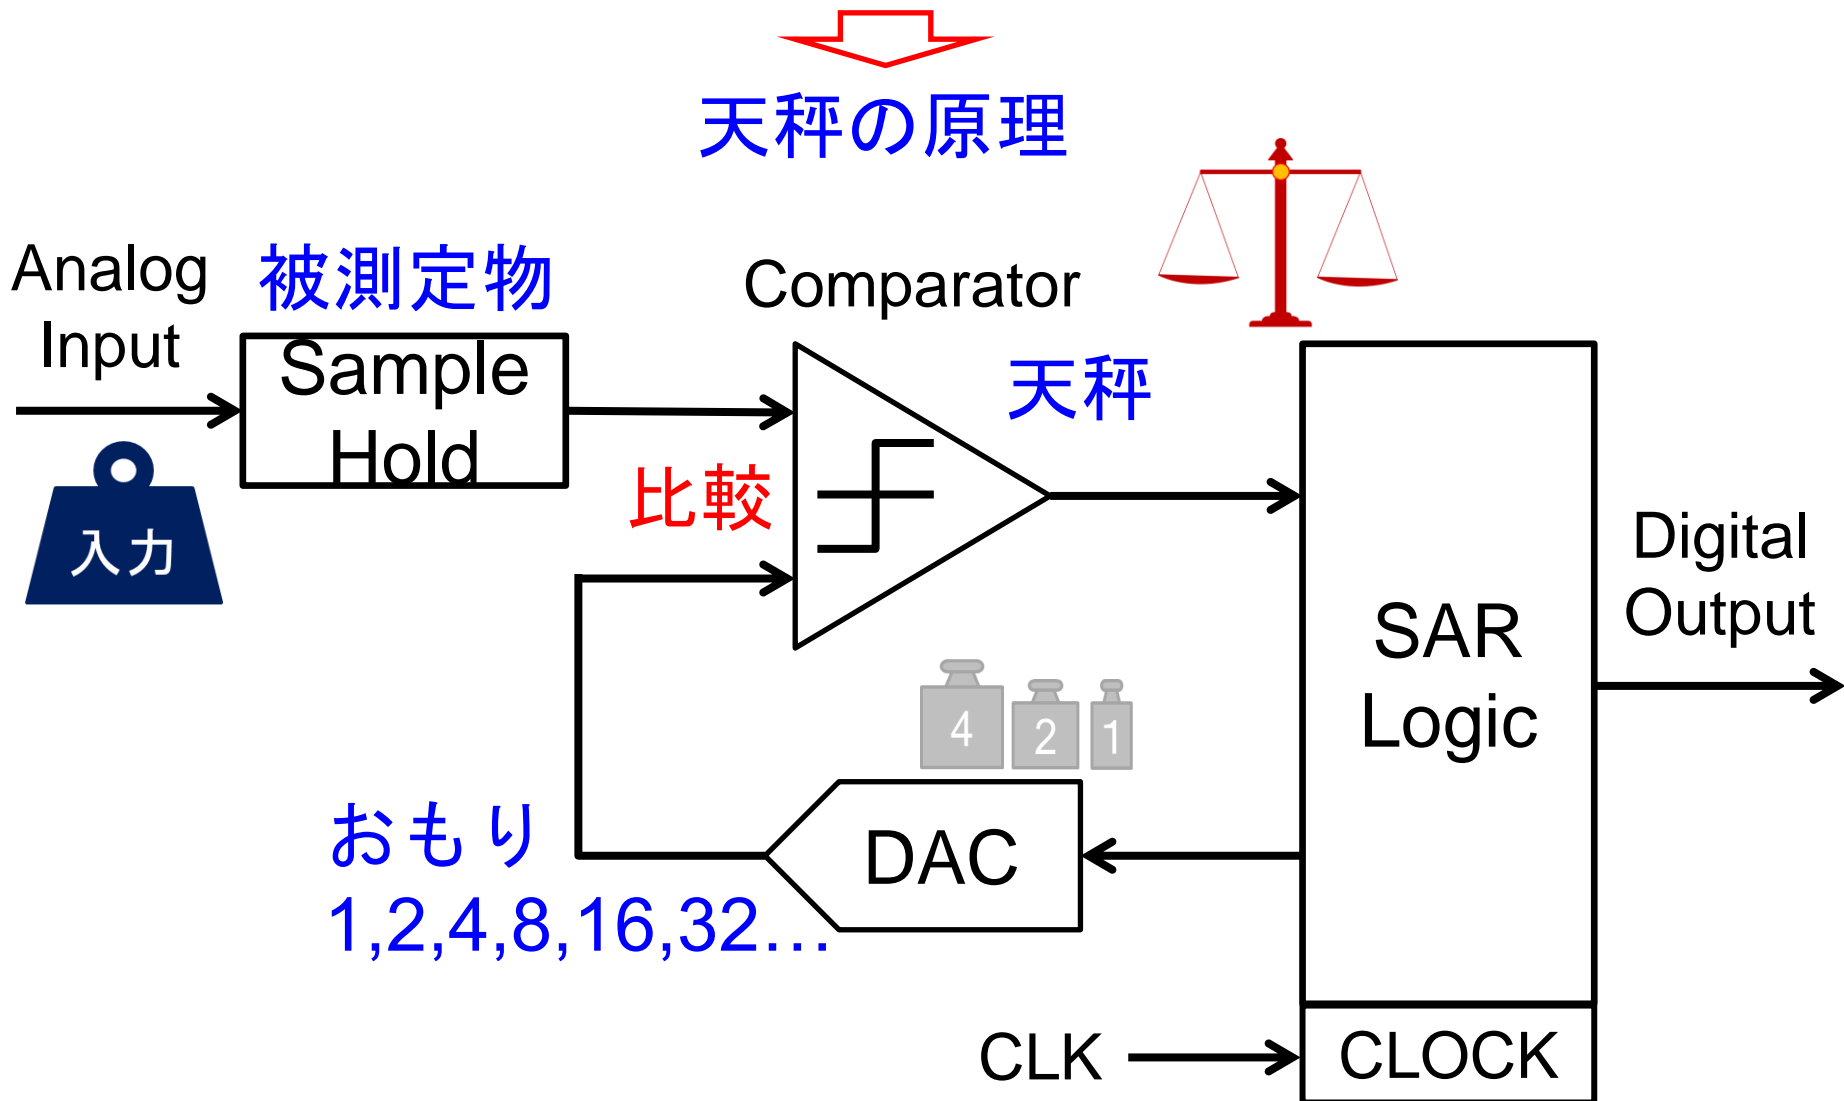 天秤の原理
Analog
Input
被測定物
Sample
Hold
入力
Comparator
天秤
比較
4
2
1
おもり
1,2,4,8,16,32…
DAC
SAR
Logic
Digital
Output
CLK
CLOCK